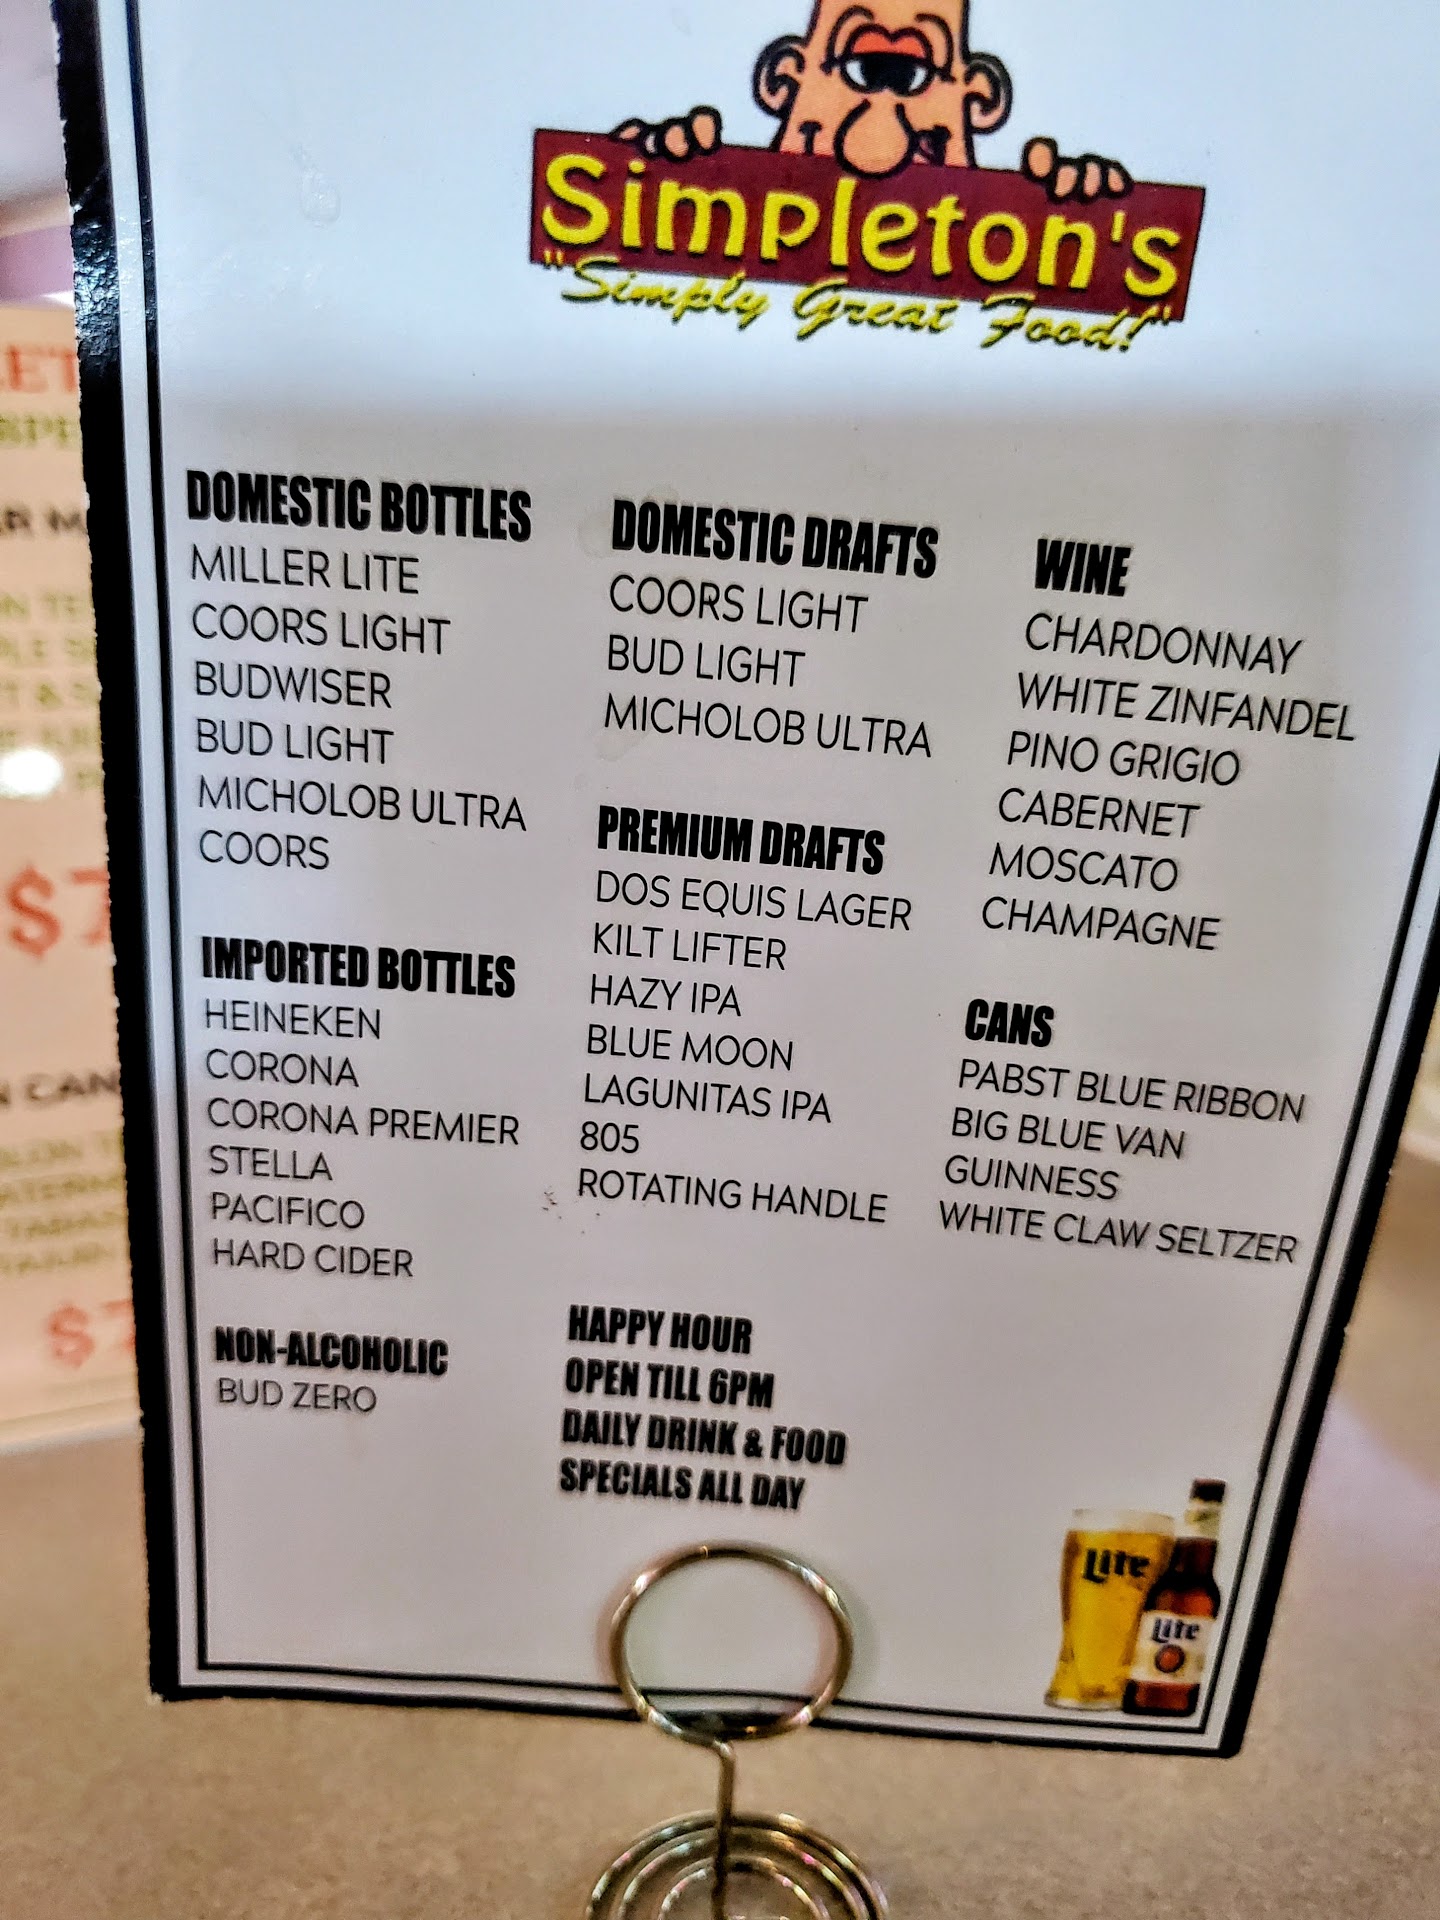 Simpleton's
"Simply Great Food!"
DOMESTIC BOTTLES
MILLER LITE
COORS LIGHT
BUDWISER
BUD LIGHT
MICHOLOB ULTRA
COORS
IMPORTED BOTTLES
HEINEKEN
CORONA
CORONA PREMIER
STELLA
PACIFICO
HARD CIDER
NON-ALCOHOLIC
BUD ZERO
DOMESTIC DRAFTS
COORS LIGHT
BUD LIGHT
MICHOLOB ULTRA
PREMIUM DRAFTS
DOS EQUIS LAGER
KILT LIFTER
HAZY IPA
BLUE MOON
LAGUNITAS IPA
805
ROTATING HANDLE
HAPPY HOUR
OPEN TILL 6PM
DAILY DRINK & FOOD
SPECIALS ALL DAY
WINE
CHARDONNAY
WHITE ZINFANDEL
PINO GRIGIO
CABERNET
MOSCATO
CHAMPAGNE
CANS
PABST BLUE RIBBON
BIG BLUE VAN
GUINNESS
WHITE CLAW SELTZER
Lite
Lite